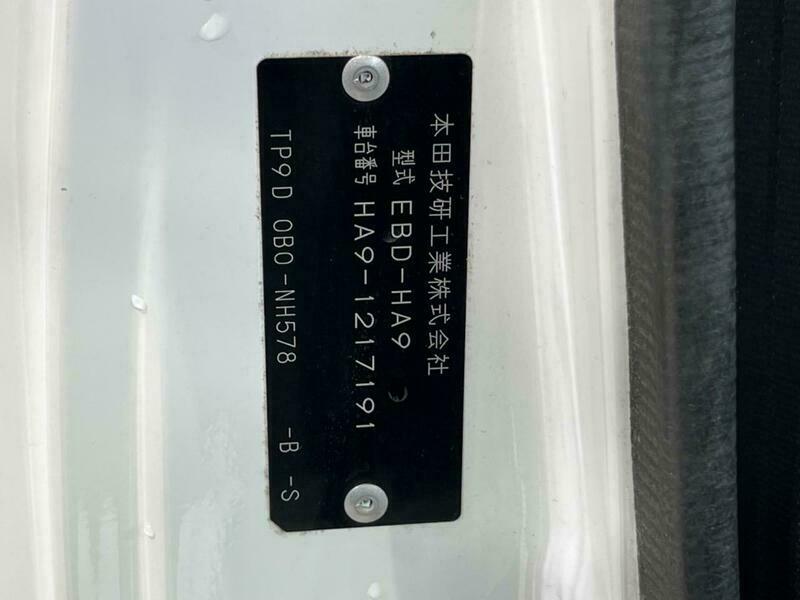 本田技研工業株式会社
型式 EBD-HA9
車台番号 HA9-1217191
TP9D 0B0-NH578 -B -S